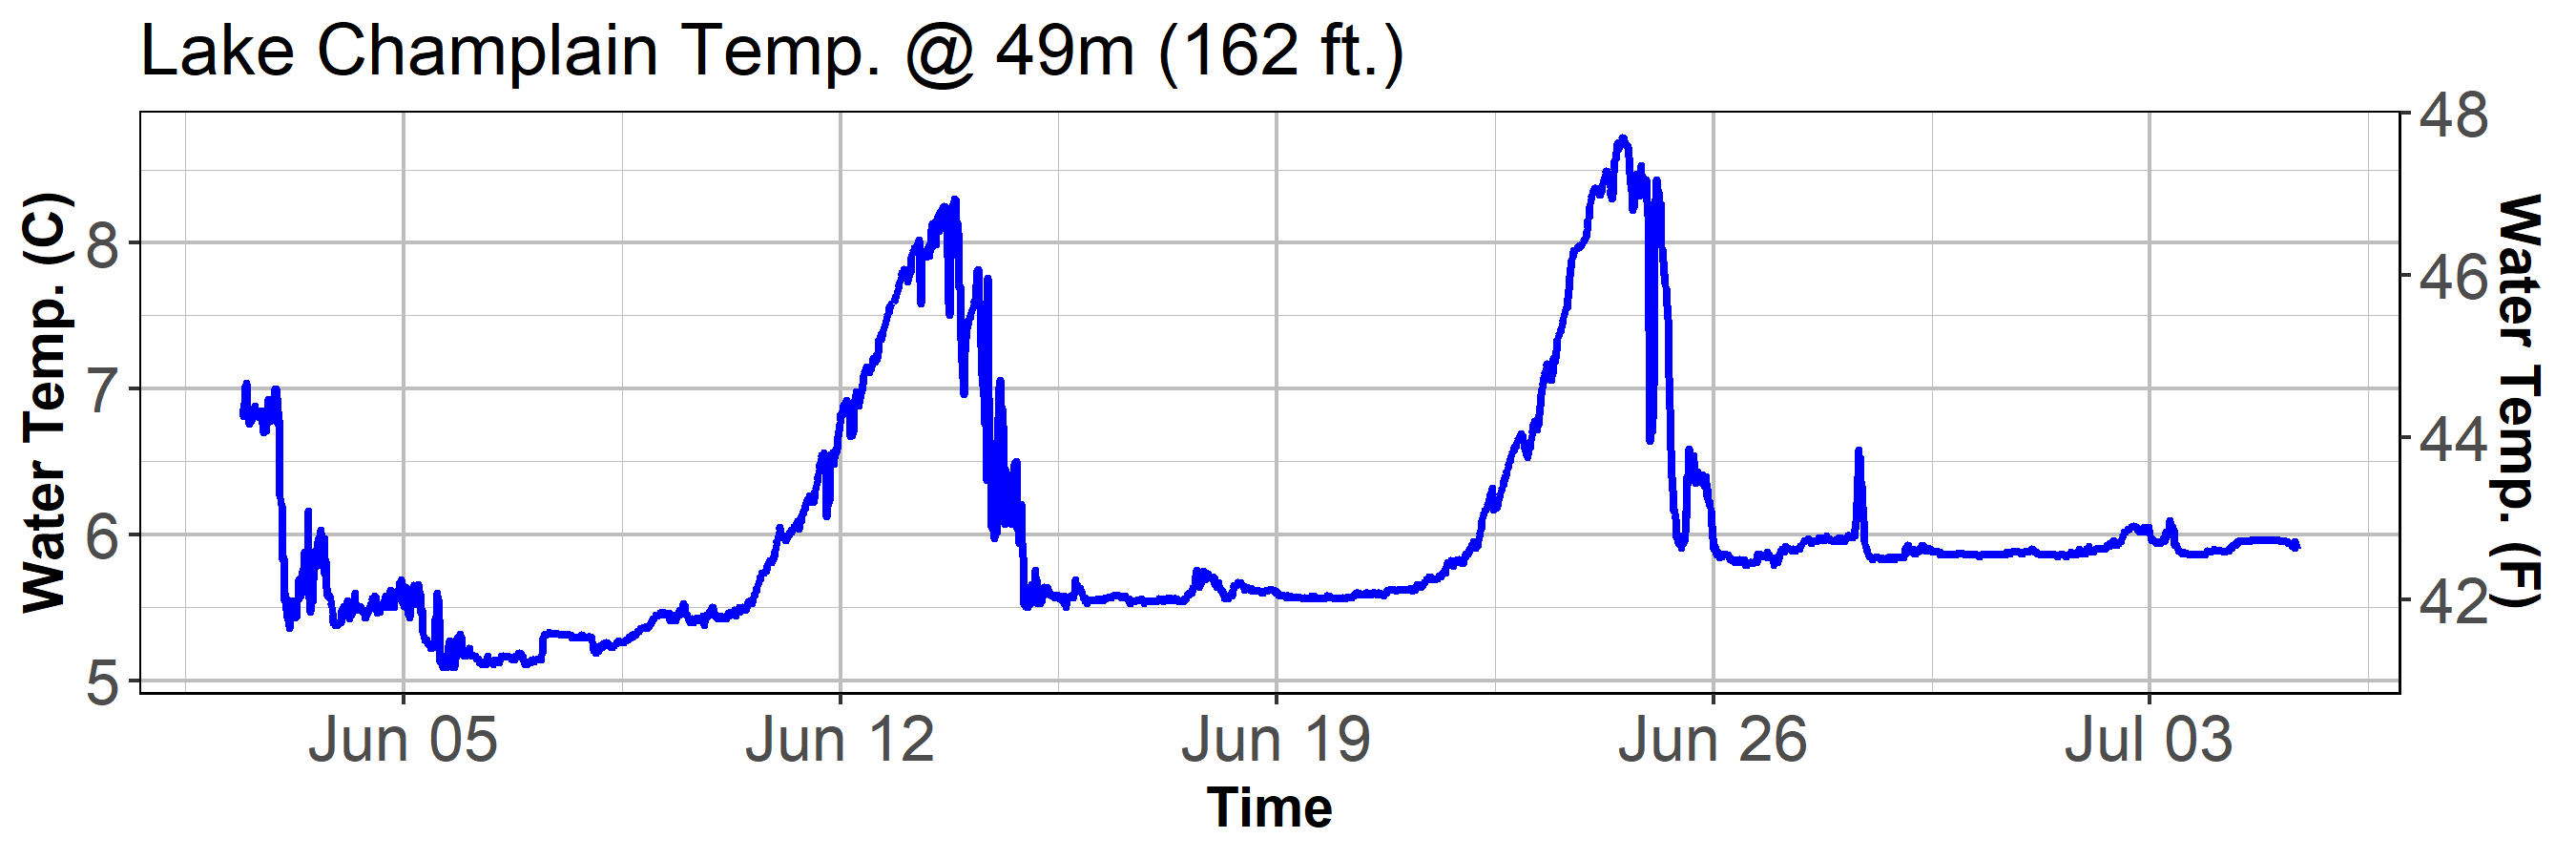 Lake Champlain Temp. @ 49m (162 ft.)
Water Temp. (C)
8
7
6
5
48
46
44
42
Water Temp. (F)
Jun 05 Jun 12 Jun 19 Jun 26 Jul 03
Time